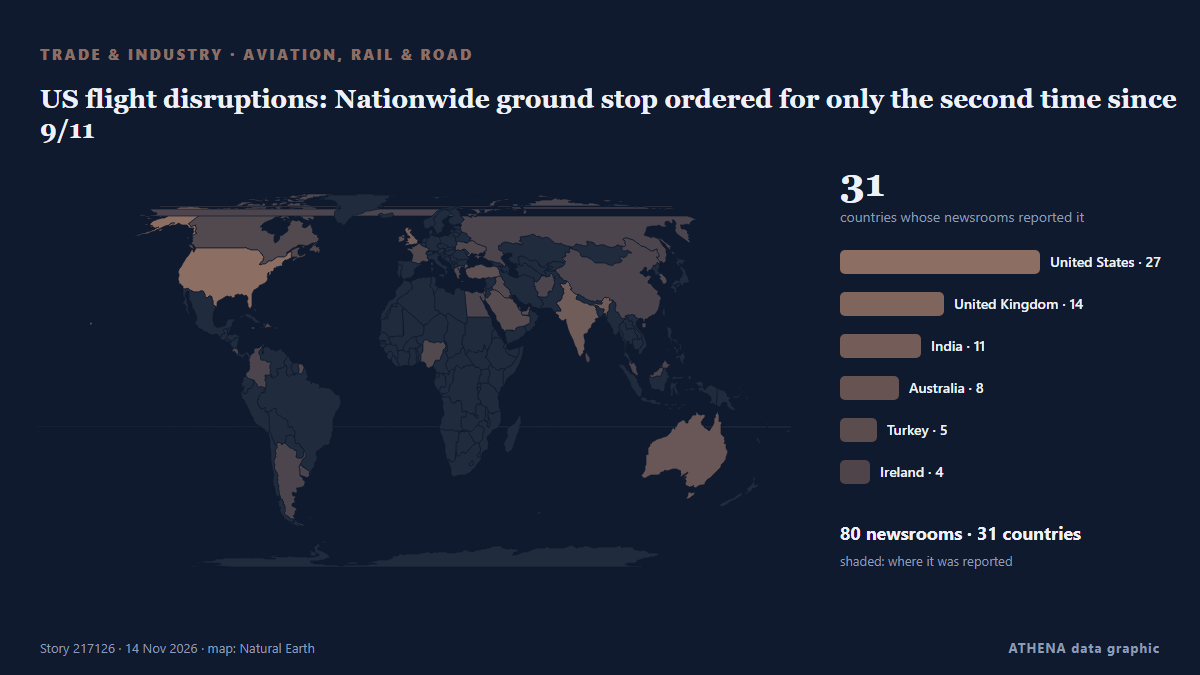 TRADE & INDUSTRY · AVIATION, RAIL & ROAD
US flight disruptions: Nationwide ground stop ordered for only the second time since
9/11
31
countries whose newsrooms reported it
United States · 27
United Kingdom · 14
India · 11
Australia · 8
Turkey · 5
Ireland · 4
80 newsrooms · 31 countries
shaded: where it was reported
Story 217126 · 14 Nov 2026 · map: Natural Earth
ATHENA data graphic